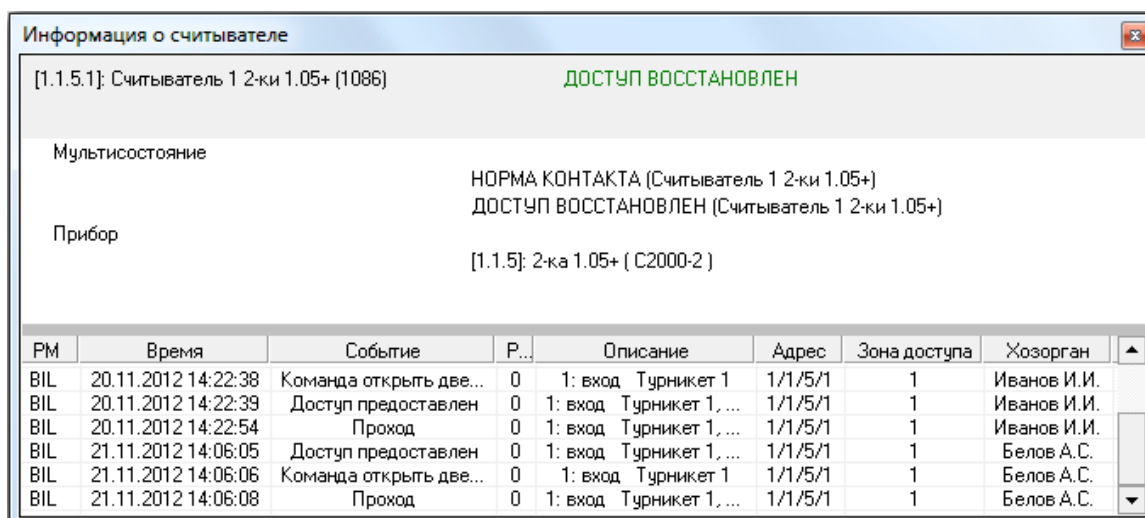 Информация о считывателе
[1.1.5.1]: Считыватель 1 2-ки 1.05+ (1086) ДОСТУП ВОССТАНОВЛЕН
Мультисостояние
НОРМА КОНТАКТА (Считыватель 1 2-ки 1.05+)
ДОСТУП ВОССТАНОВЛЕН (Считыватель 1 2-ки 1.05+)
Прибор
[1.1.5]: 2-ка 1.05+ ( С2000-2 )
РМ Время Событие Р... Описание Адрес Зона доступа Хозорган
BIL 20.11.2012 14:22:38 Команда открыть две... 0 1: вход Турникет 1 1/1/5/1 1 Иванов И.И.
BIL 20.11.2012 14:22:39 Доступ предоставлен 0 1: вход Турникет 1, ... 1/1/5/1 1 Иванов И.И.
BIL 20.11.2012 14:22:54 Проход 0 1: вход Турникет 1, ... 1/1/5/1 1 Иванов И.И.
BIL 21.11.2012 14:06:05 Доступ предоставлен 0 1: вход Турникет 1, ... 1/1/5/1 1 Белов А.С.
BIL 21.11.2012 14:06:06 Команда открыть две... 0 1: вход Турникет 1 1/1/5/1 1 Белов А.С.
BIL 21.11.2012 14:06:08 Проход 0 1: вход Турникет 1, ... 1/1/5/1 1 Белов А.С.